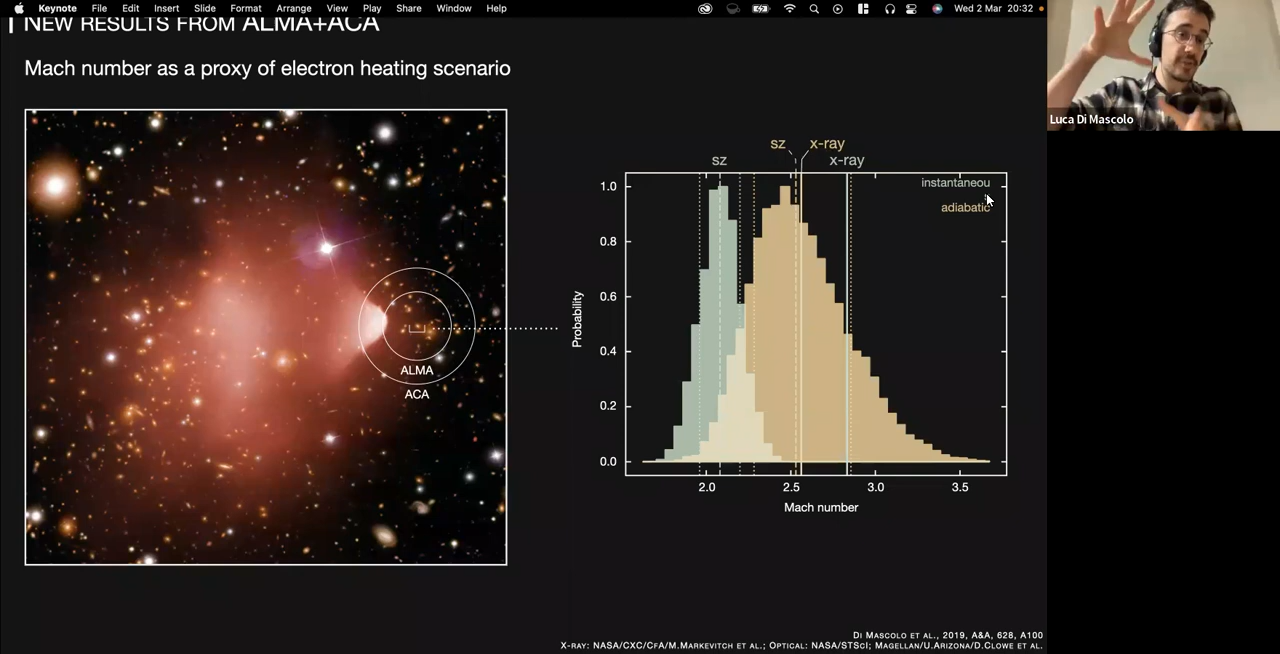 Keynote File Edit Insert Slide Format Arrange View Play Share Window Help
Wed 2 Mar 20:32
NEW RESULTS FROM ALMA+ACA
Luca Di Mascolo
Mach number as a proxy of electron heating scenario
sz x-ray
sz x-ray
instantaneou
adiabatic
1.0
0.8
0.6
0.4
0.2
0.0
Probability
2.0 2.5 3.0 3.5
Mach number
ALMA
ACA
Di Mascolo et al., 2019, A&A, 628, A100
X-ray: NASA/CXC/CfA/M.Markevitch et al.; Optical: NASA/STScI; Magellan/U.Arizona/D.Clowe et al.